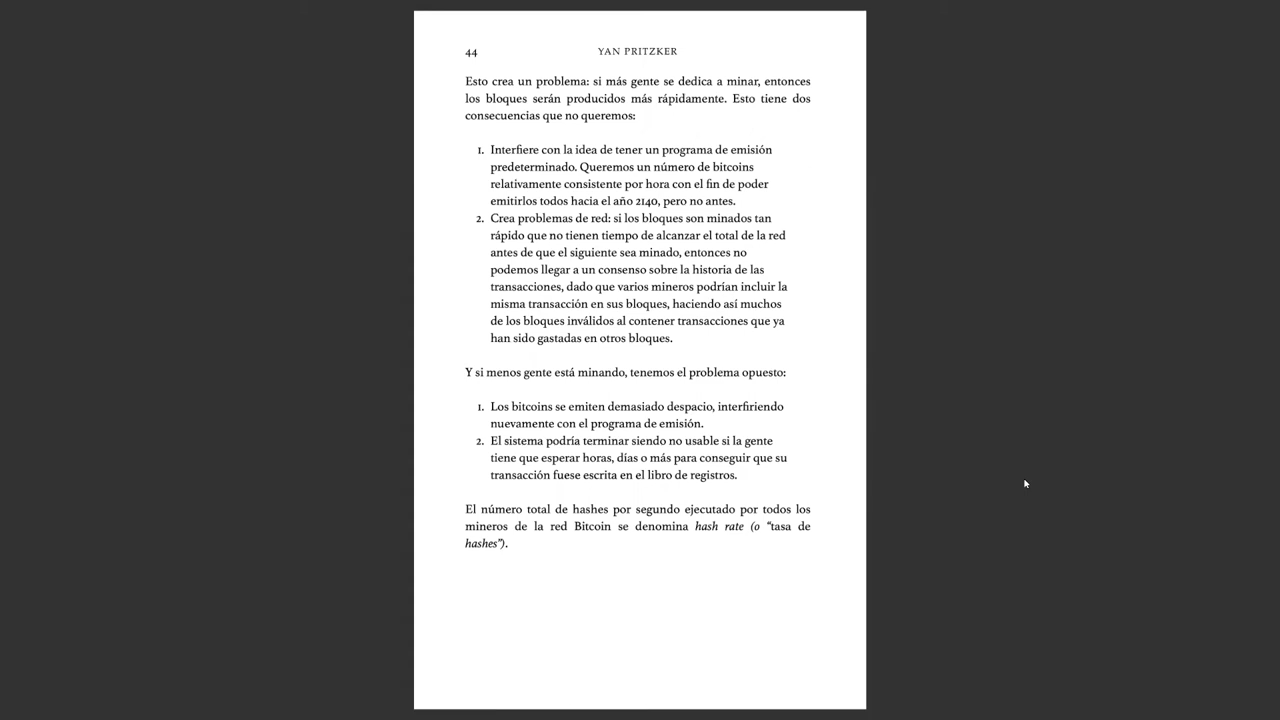 44
YAN PRITZKER
Esto crea un problema: si más gente se dedica a minar, entonces
los bloques serán producidos más rápidamente. Esto tiene dos
consecuencias que no queremos:
1. Interfiere con la idea de tener un programa de emisión
predeterminado. Queremos un número de bitcoins
relativamente consistente por hora con el fin de poder
emitirlos todos hacia el año 2140, pero no antes.
2. Crea problemas de red: si los bloques son minados tan
rápido que no tienen tiempo de alcanzar el total de la red
antes de que el siguiente sea minado, entonces no
podemos llegar a un consenso sobre la historia de las
transacciones, dado que varios mineros podrían incluir la
misma transacción en sus bloques, haciendo así muchos
de los bloques inválidos al contener transacciones que ya
han sido gastadas en otros bloques.
Y si menos gente está minando, tenemos el problema opuesto:
1. Los bitcoins se emiten demasiado despacio, interfiriendo
nuevamente con el programa de emisión.
2. El sistema podría terminar siendo no usable si la gente
tiene que esperar horas, días o más para conseguir que su
transacción fuese escrita en el libro de registros.
El número total de hashes por segundo ejecutado por todos los
mineros de la red Bitcoin se denomina hash rate (o “tasa de
hashes”).